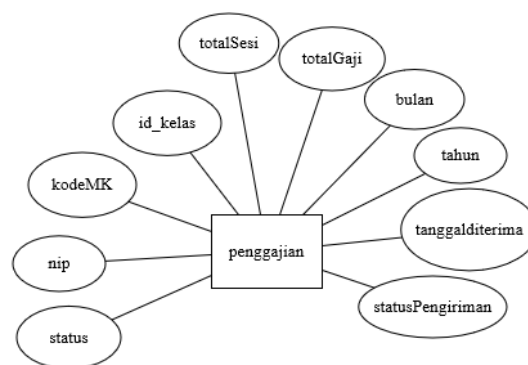 totalSesi
totalGaji
bulan
id_kelas
tahun
kodeMK
tanggalditerima
penggajian
nip
statusPengiriman
status